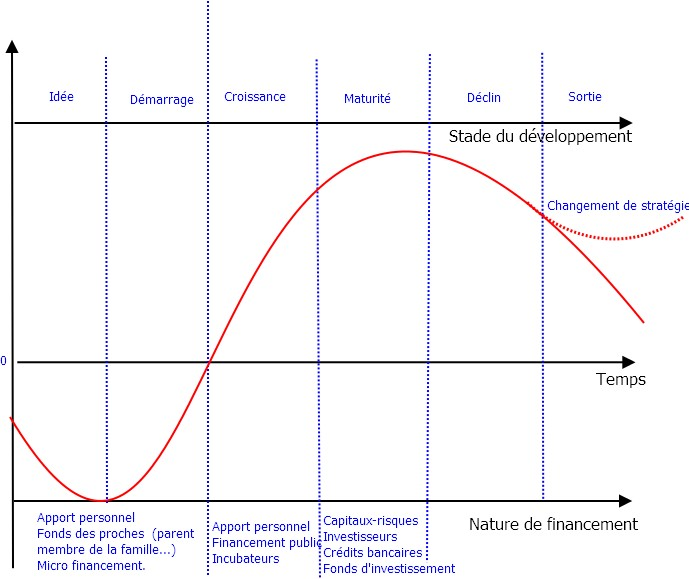 Idée
Démarrage
Croissance
Maturité
Déclin
Sortie
Stade du développement
Changement de stratégie
0
Temps
Apport personnel
Fonds des proches (parent
membre de la famille...)
Micro financement.
Apport personnel
Financement public
Incubateurs
Capitaux-risques
Investisseurs
Crédits bancaires
Fonds d'investissement
Nature de financement